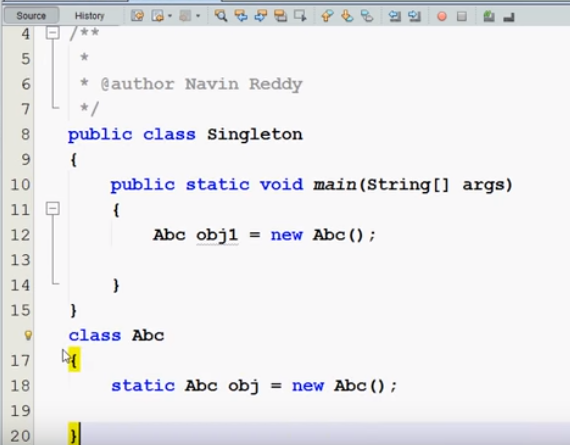 Source History
4 /**
5 *
6 * @author Navin Reddy
7 */
8 public class Singleton
9 {
10 public static void main(String[] args)
11 {
12 Abc obj1 = new Abc();
13
14 }
15 }
class Abc
17 {
18 static Abc obj = new Abc();
19
20 }